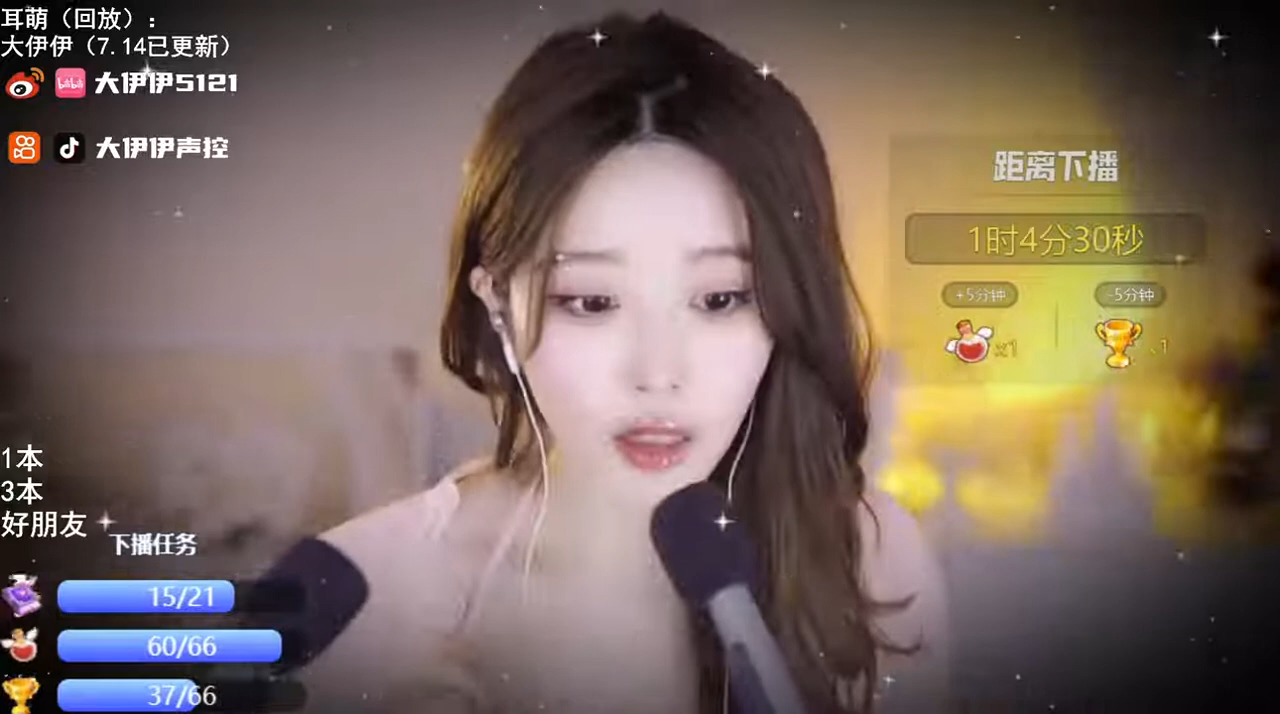 耳萌（回放）：
大伊伊（7.14已更新）
大伊伊5121
大伊伊声控
距离下播
1时4分30秒
+5分钟
-5分钟
x1
1本
3本
好朋友
下播任务
15/21
60/66
37/66